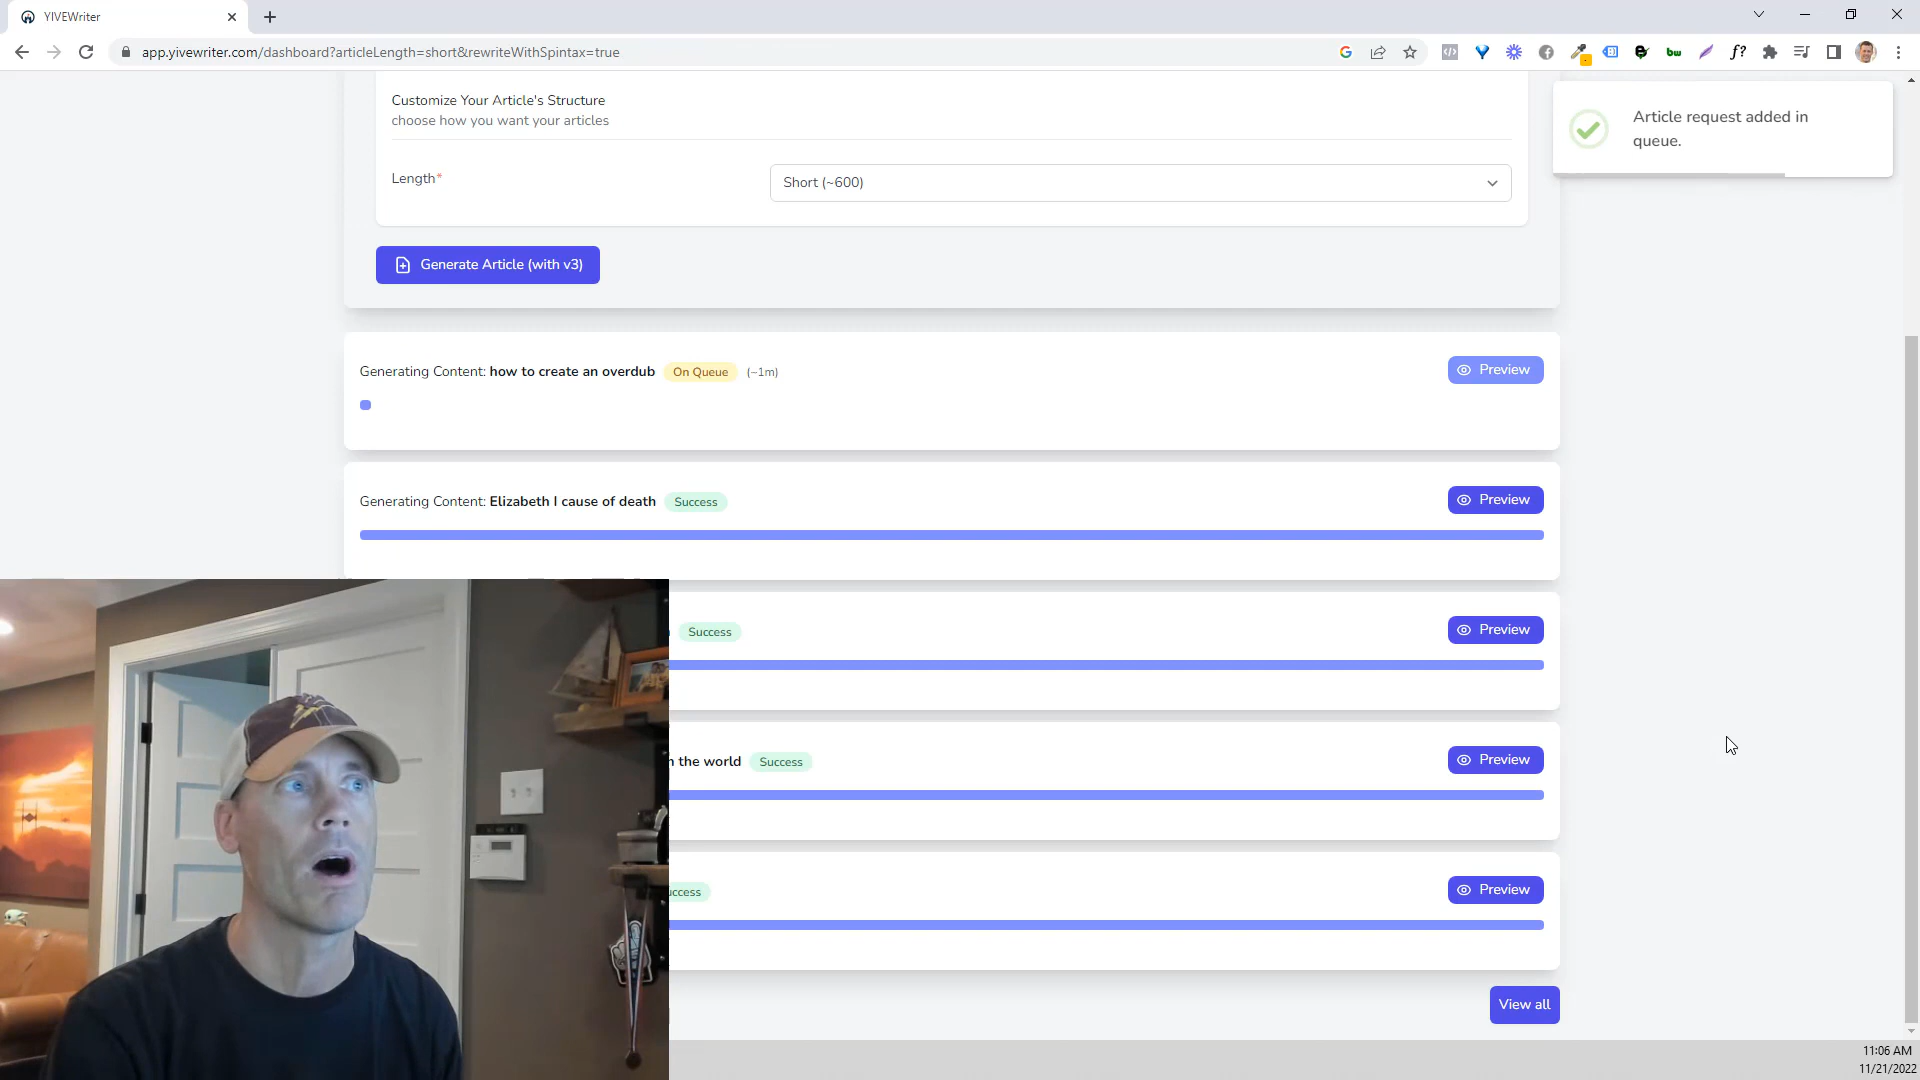 YIVEWriter
app.yivewriter.com/dashboard?articleLength=short&rewriteWithSpintax=true
bw
f?
Customize Your Article's Structure
choose how you want your articles
Article request added in
queue.
Length*
Short (~600)
Generate Article (with v3)
Generating Content: how to create an overdub On Queue (~1m)
Preview
Generating Content: Elizabeth I cause of death Success
Preview
Success
Preview
the world Success
Preview
uccess
Preview
View all
11:06 AM
11/21/2022